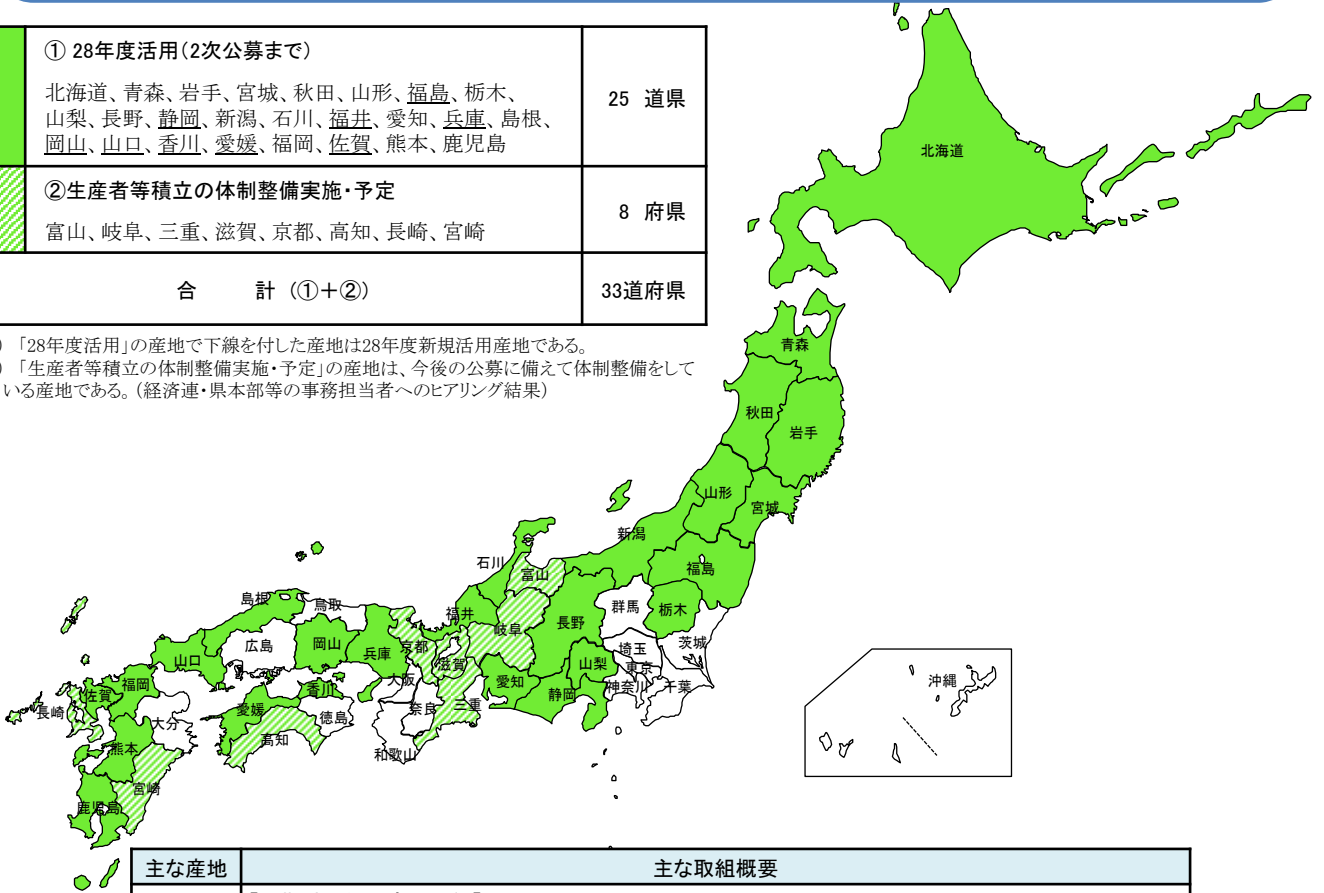 ① 28年度活用（2次公募まで）
北海道、青森、岩手、宮城、秋田、山形、福島、栃木、
山梨、長野、静岡、新潟、石川、福井、愛知、兵庫、島根、
岡山、山口、香川、愛媛、福岡、佐賀、熊本、鹿児島
25 道県
②生産者等積立の体制整備実施・予定
富山、岐阜、三重、滋賀、京都、高知、長崎、宮崎
8 府県
合 計（①＋②）
33道府県
）「28年度活用」の産地で下線を付した産地は28年度新規活用産地である。
）「生産者等積立の体制整備実施・予定」の産地は、今後の公募に備えて体制整備をして
いる産地である。（経済連・県本部等の事務担当者へのヒアリング結果）
北海道
青森
秋田
岩手
山形
宮城
新潟
福島
石川
富山
群馬
栃木
島根
鳥取
福井
岐阜
長野
茨城
広島
岡山
兵庫
京都
滋賀
埼玉
東京
山口
山梨
沖縄
福岡
佐賀
香川
大阪
愛知
静岡
神奈川
千葉
長崎
大分
愛媛
徳島
奈良
三重
熊本
高知
和歌山
宮崎
鹿児島
主な産地
主な取組概要